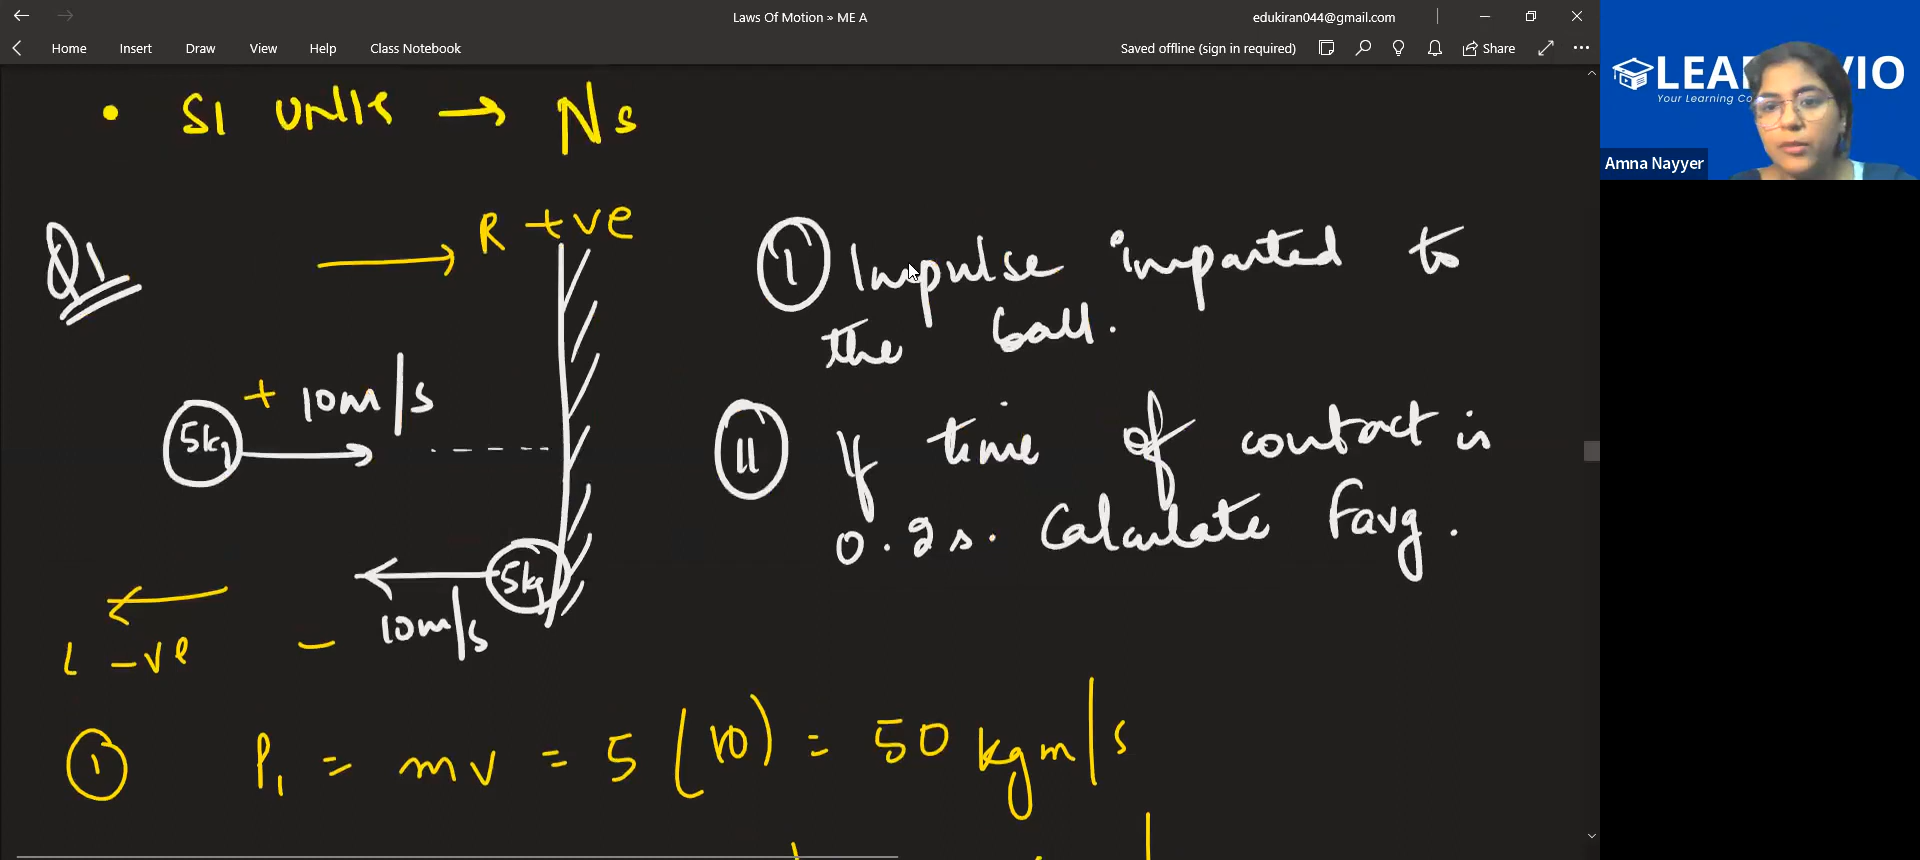 Laws Of Motion » ME A
edukiran044@gmail.com
Home Insert Draw View Help Class Notebook
Saved offline (sign in required) Share
Your Learning Co
Amna Nayyer
• SI units → Ns
Q1
→ R +ve
I Impulse imparted to
the ball.
+ 10m/s
5kg
II If time of contact is
0.2s. Calculate Favg.
5kg
- 10m/s
L -ve
1 P₁ = mv = 5(10) = 50 kgm/s